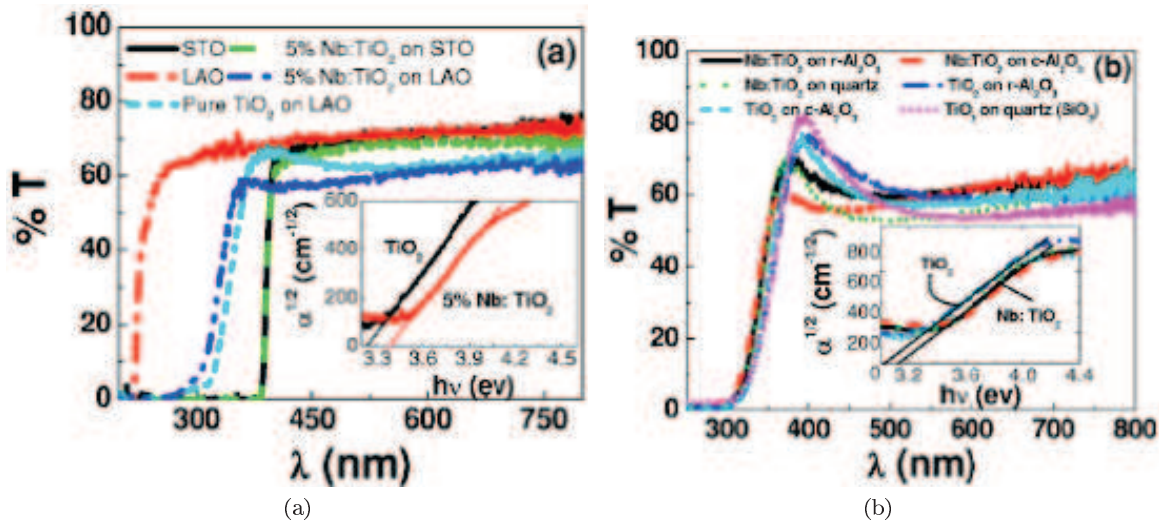 100
80
60
40
20
0
% T
300 450 600 750
λ (nm)
(a)
STO 5% Nb:TiO2 on STO
LAO 5% Nb:TiO2 on LAO
Pure TiO2 on LAO
600
400
200
0
α1/2 (cm-1/2)
TiO2
5% Nb: TiO2
3.3 3.6 3.9 4.2 4.5
hν (ev)
(a)
100
80
60
40
20
0
% T
300 400 500 600 700 800
λ (nm)
(b)
Nb:TiO2 on r-Al2O3 Nb:TiO2 on c-Al2O3
Nb:TiO2 on quartz TiO2 on r-Al2O3
TiO2 on c-Al2O3 TiO2 on quartz (SiO2)
800
600
400
200
0
α1/2 (cm-1/2)
TiO2
Nb: TiO2
3.2 3.6 4.0 4.4
hν (ev)
(b)